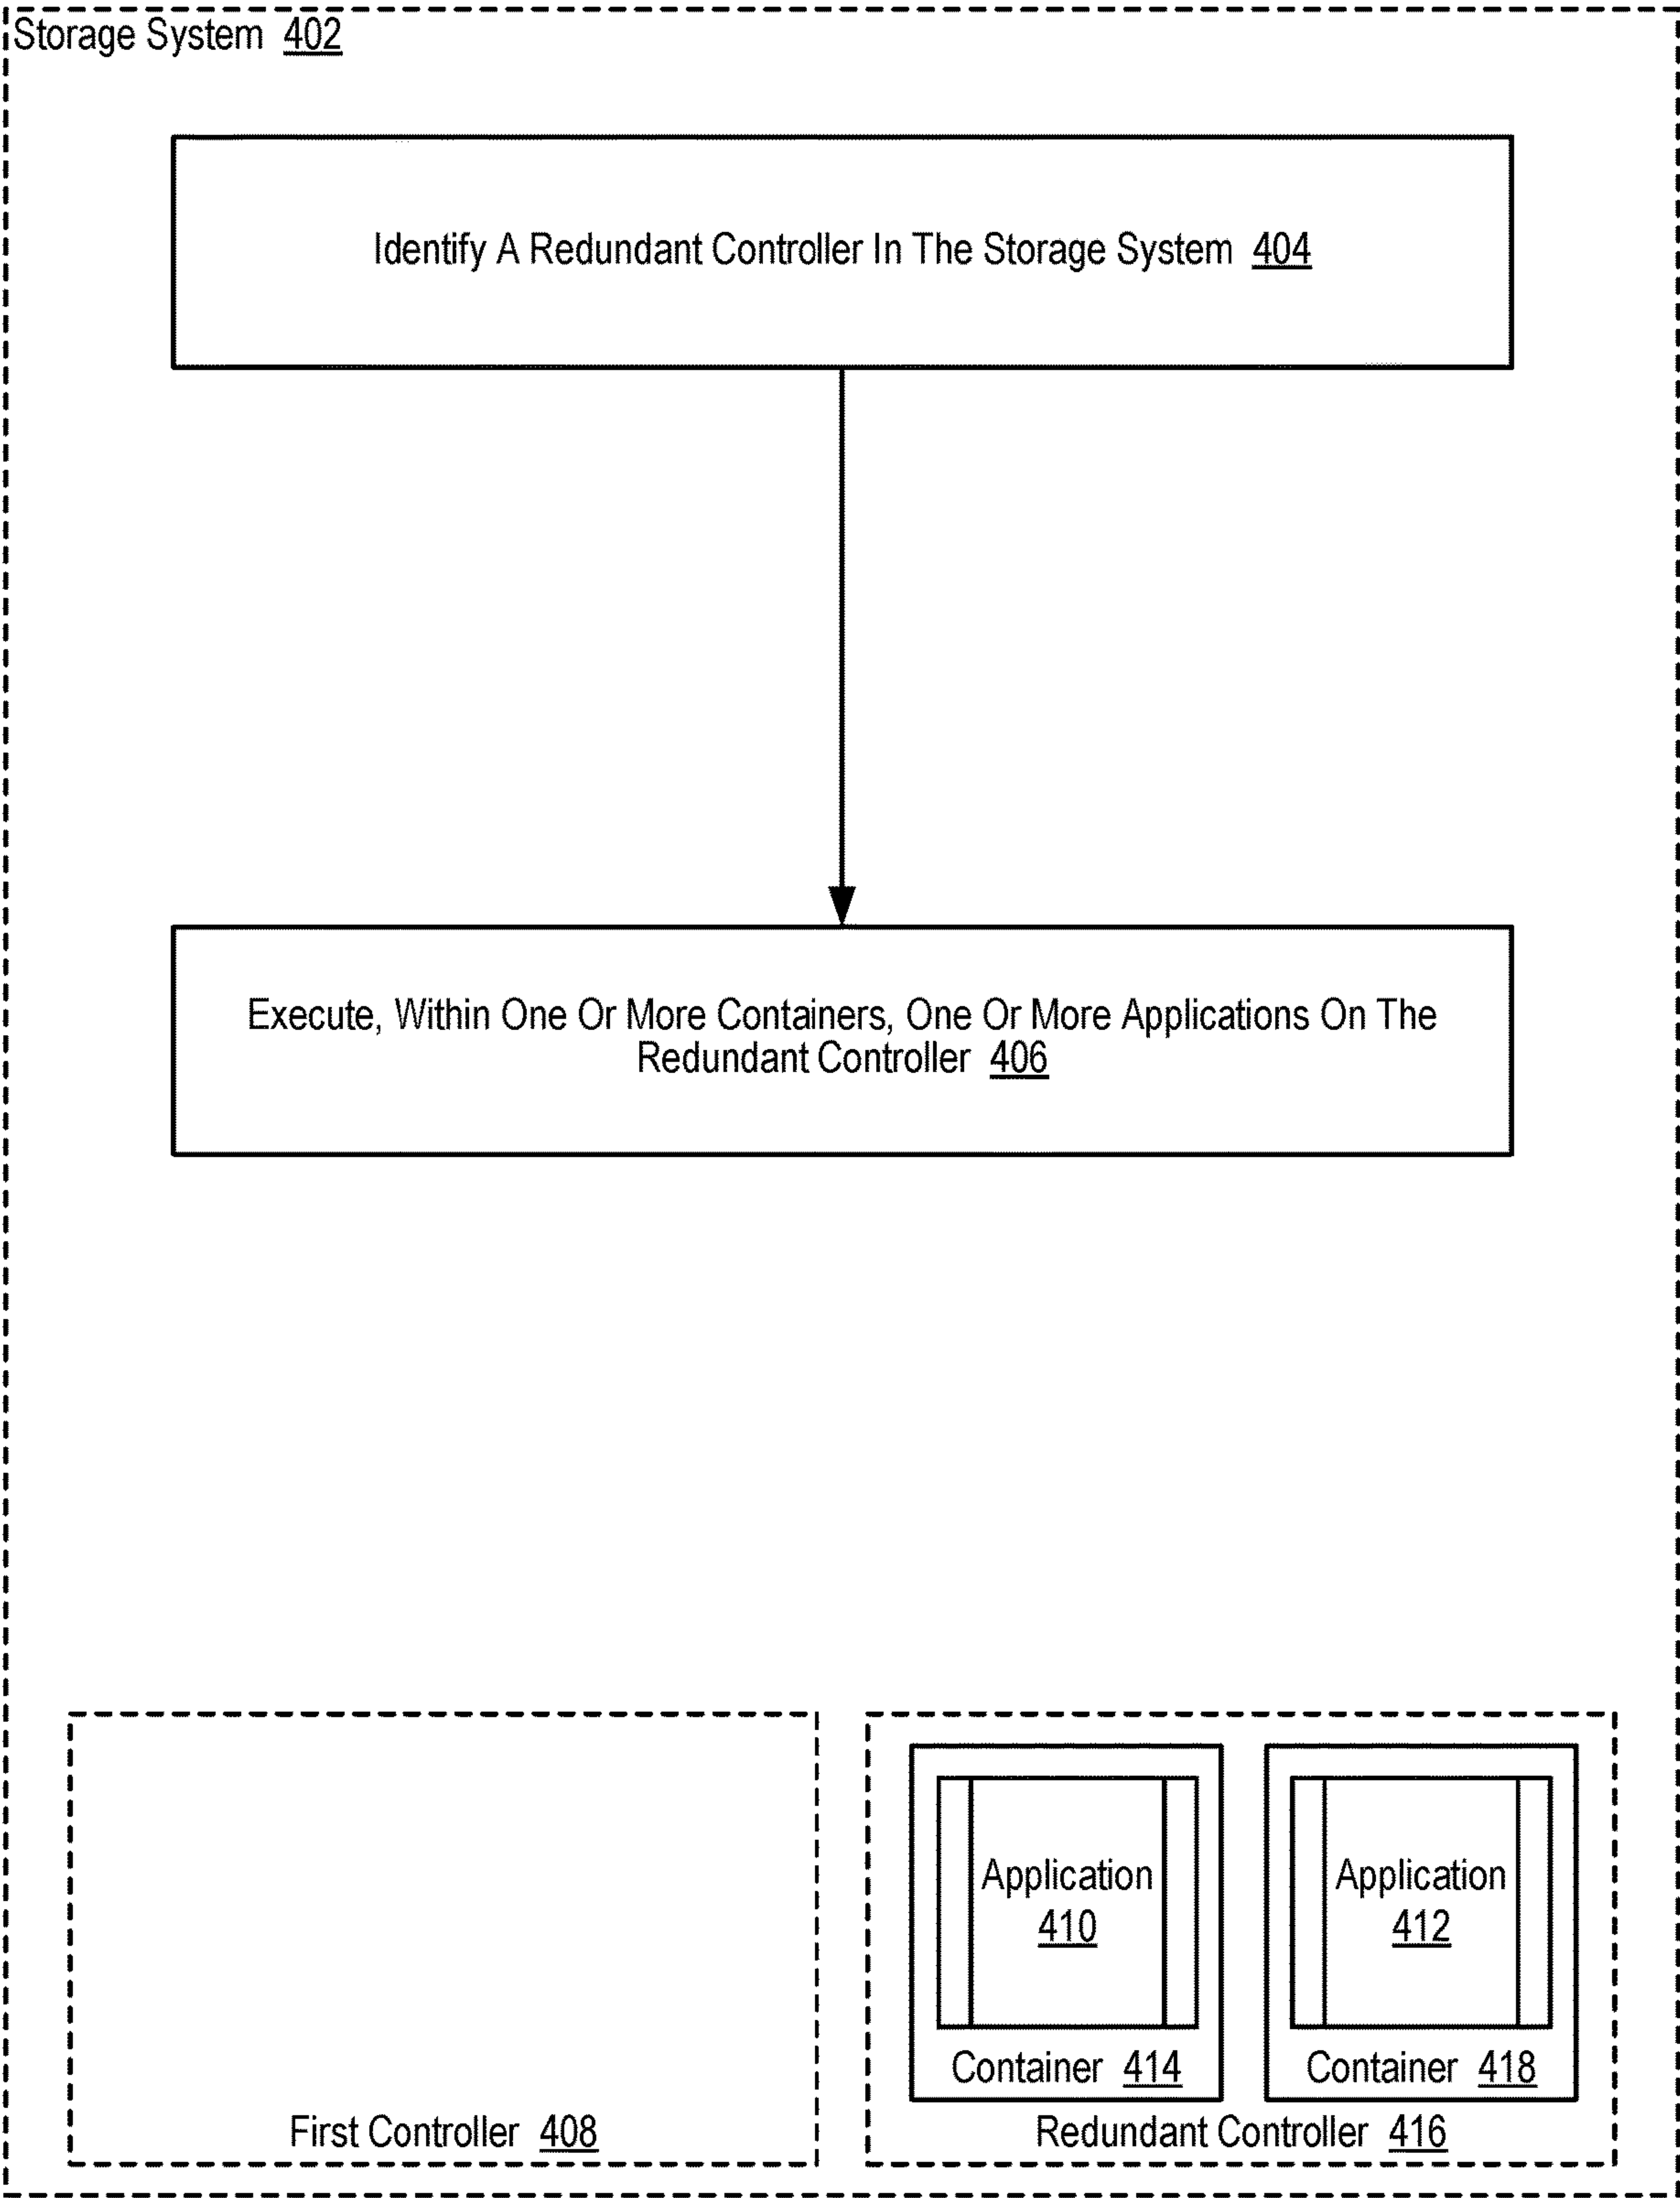 Storage System 402
Identify A Redundant Controller In The Storage System 404
Execute, Within One Or More Containers, One Or More Applications On The
Redundant Controller 406
Application
410
Application
412
Container 414
Container 418
First Controller 408
Redundant Controller 416